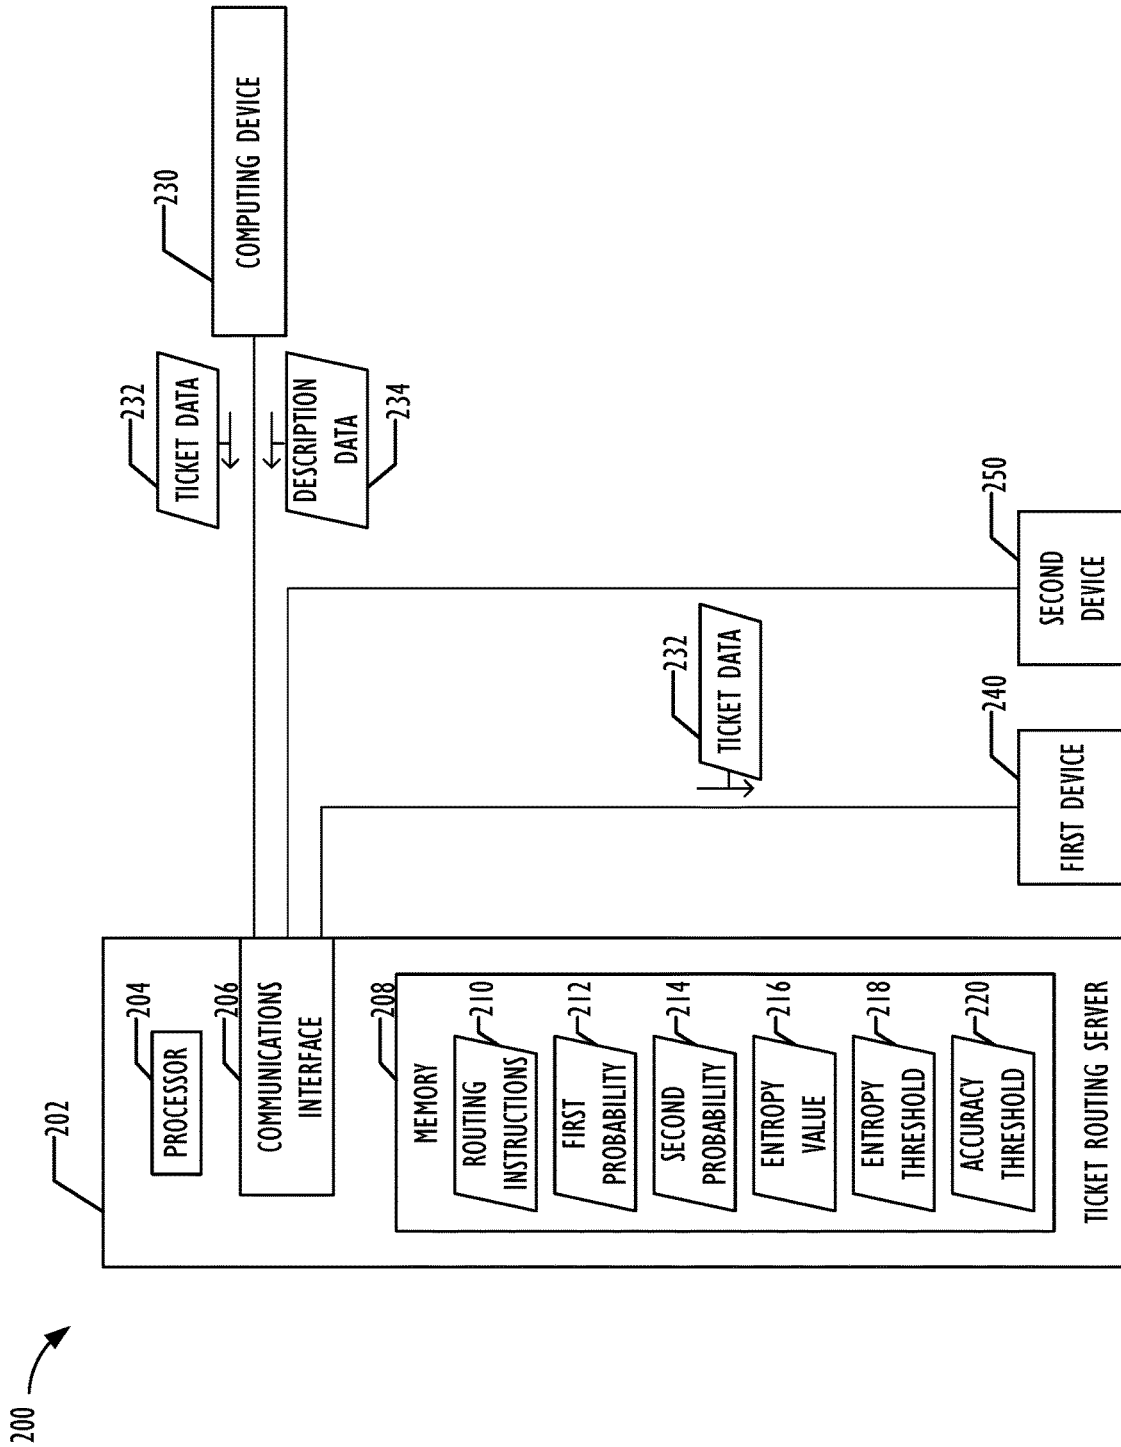 200
202
204
PROCESSOR
206
COMMUNICATIONS
INTERFACE
208
MEMORY
210
ROUTING
INSTRUCTIONS
212
FIRST
PROBABILITY
214
SECOND
PROBABILITY
216
ENTROPY
VALUE
218
ENTROPY
THRESHOLD
220
ACCURACY
THRESHOLD
TICKET ROUTING SERVER
232
TICKET DATA
DESCRIPTION
DATA
234
230
COMPUTING DEVICE
232
TICKET DATA
240
FIRST DEVICE
250
SECOND
DEVICE